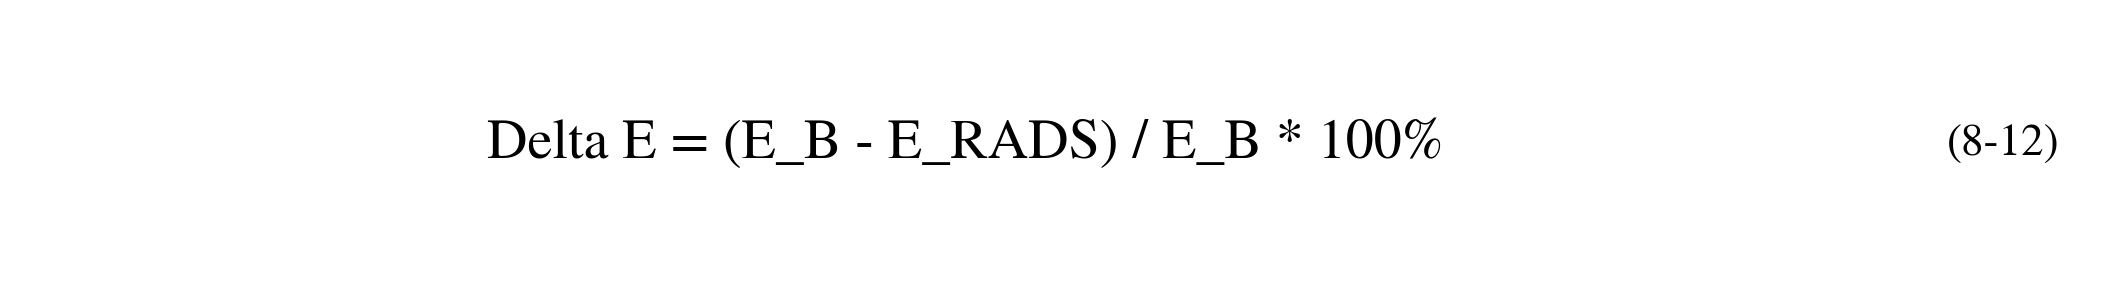 Delta E = (E_B - E_RADS) / E_B * 100% (8-12)